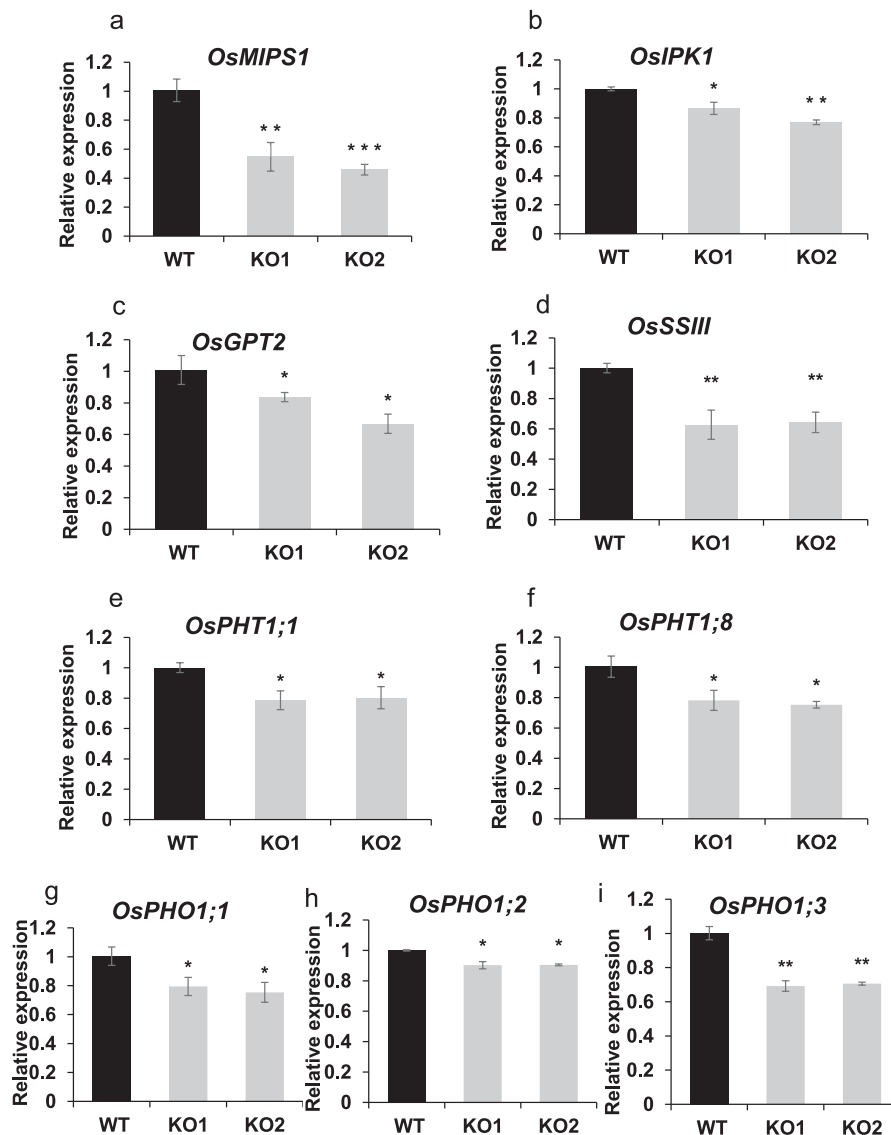 a
OsMIPS1
Relative expression
1.2
1
0.8
0.6
0.4
0.2
0
* *
* * *
WT KO1 KO2
b
OsIPK1
Relative expression
1.2
1
0.8
0.6
0.4
0.2
0
*
* *
WT KO1 KO2
c
OsGPT2
Relative expression
1.2
1
0.8
0.6
0.4
0.2
0
*
*
WT KO1 KO2
d
OsSSIII
Relative expression
1.2
1
0.8
0.6
0.4
0.2
0
**
**
WT KO1 KO2
e
OsPHT1;1
Relative expression
1.2
1
0.8
0.6
0.4
0.2
0
*
*
WT KO1 KO2
f
OsPHT1;8
Relative expression
1.2
1
0.8
0.6
0.4
0.2
0
*
*
WT KO1 KO2
g
OsPHO1;1
Relative expression
1.2
1
0.8
0.6
0.4
0.2
0
*
*
WT KO1 KO2
h
OsPHO1;2
Relative expression
1.2
1
0.8
0.6
0.4
0.2
0
*
*
WT KO1 KO2
i
OsPHO1;3
Relative expression
1.2
1
0.8
0.6
0.4
0.2
0
**
**
WT KO1 KO2